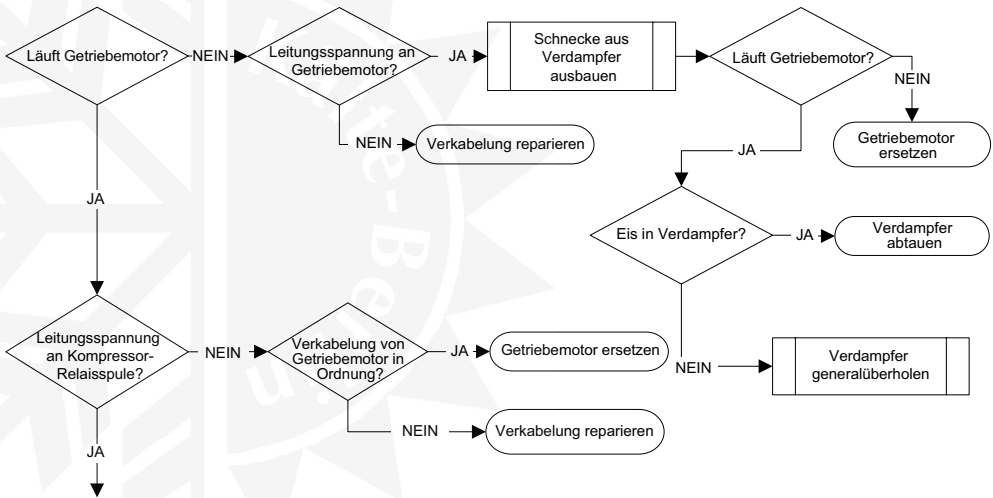 Läuft Getriebemotor?
NEIN
Leitungsspannung an
Getriebemotor?
JA
Schnecke aus
Verdampfer
ausbauen
Läuft Getriebemotor?
NEIN
Getriebemotor
ersetzen
NEIN
Verkabelung reparieren
JA
JA
Eis in Verdampfer?
JA
Verdampfer
abtauen
NEIN
Verdampfer
generalüberholen
Leitungsspannung
an Kompressor-
Relaisspule?
NEIN
Verkabelung von
Getriebemotor in
Ordnung?
JA
Getriebemotor ersetzen
NEIN
Verkabelung reparieren
JA
Kälte-Berlin